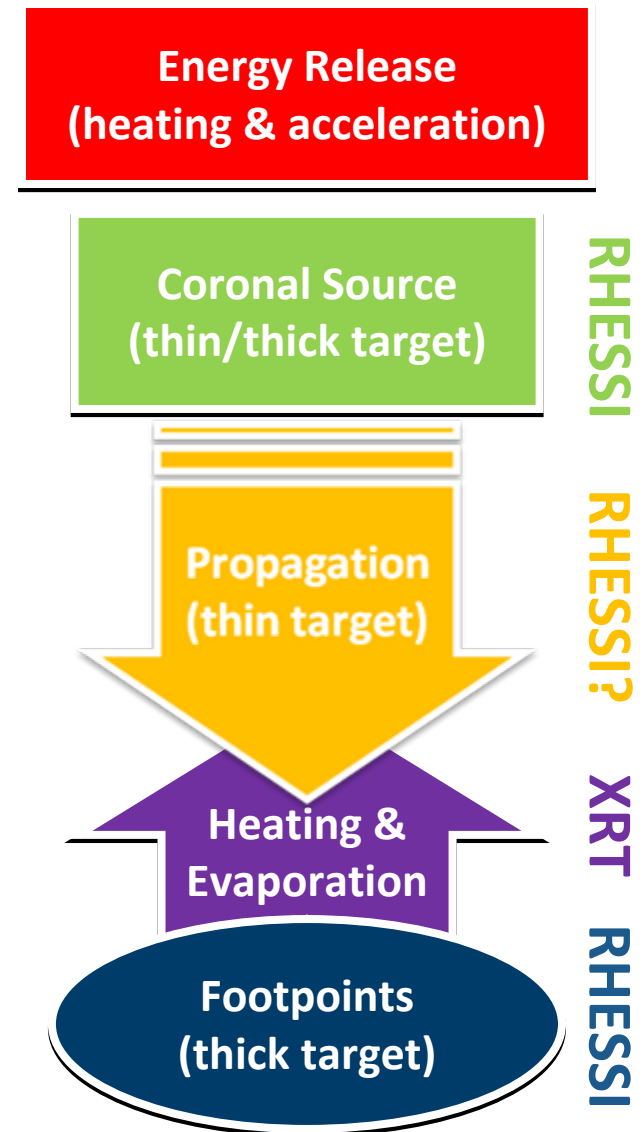 Energy Release
(heating & acceleration)
Coronal Source
(thin/thick target)
RHESSI
Propagation
(thin target)
RHESSI?
Heating &
Evaporation
XRT
Footpoints
(thick target)
RHESSI